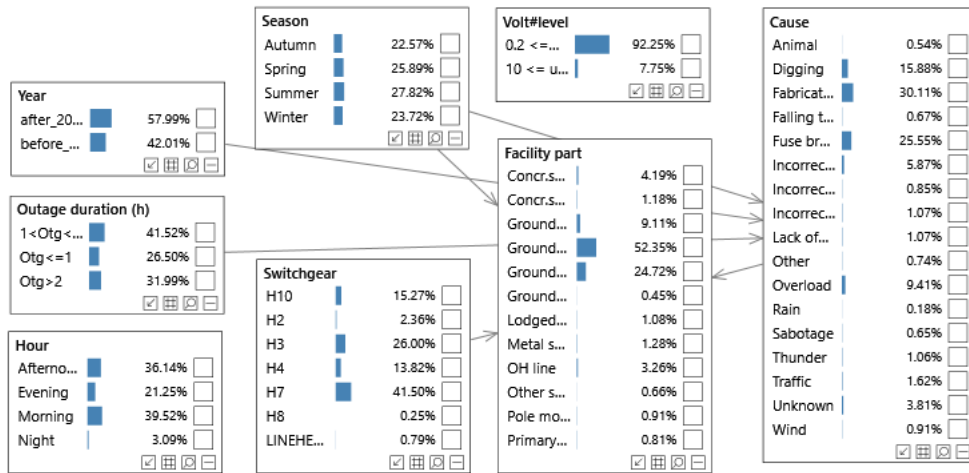 Season
Autumn 22.57%
Spring 25.89%
Summer 27.82%
Winter 23.72%
Volt#level
0.2 <=... 92.25%
10 <= u... 7.75%
Cause
Animal 0.54%
Digging 15.88%
Fabricat... 30.11%
Falling t... 0.67%
Fuse br... 25.55%
Incorrec... 5.87%
Incorrec... 0.85%
Incorrec... 1.07%
Lack of... 1.07%
Other 0.74%
Overload 9.41%
Rain 0.18%
Sabotage 0.65%
Thunder 1.06%
Traffic 1.62%
Unknown 3.81%
Wind 0.91%
Year
after_20... 57.99%
before_... 42.01%
Facility part
Concr.s... 4.19%
Concr.s... 1.18%
Ground... 9.11%
Ground... 52.35%
Ground... 24.72%
Ground... 0.45%
Lodged... 1.08%
Metal s... 1.28%
OH line 3.26%
Other s... 0.66%
Pole mo... 0.91%
Primary... 0.81%
Outage duration (h)
1<Otg<... 41.52%
Otg<=1 26.50%
Otg>2 31.99%
Switchgear
H10 15.27%
H2 2.36%
H3 26.00%
H4 13.82%
H7 41.50%
H8 0.25%
LINEHE... 0.79%
Hour
Afterno... 36.14%
Evening 21.25%
Morning 39.52%
Night 3.09%